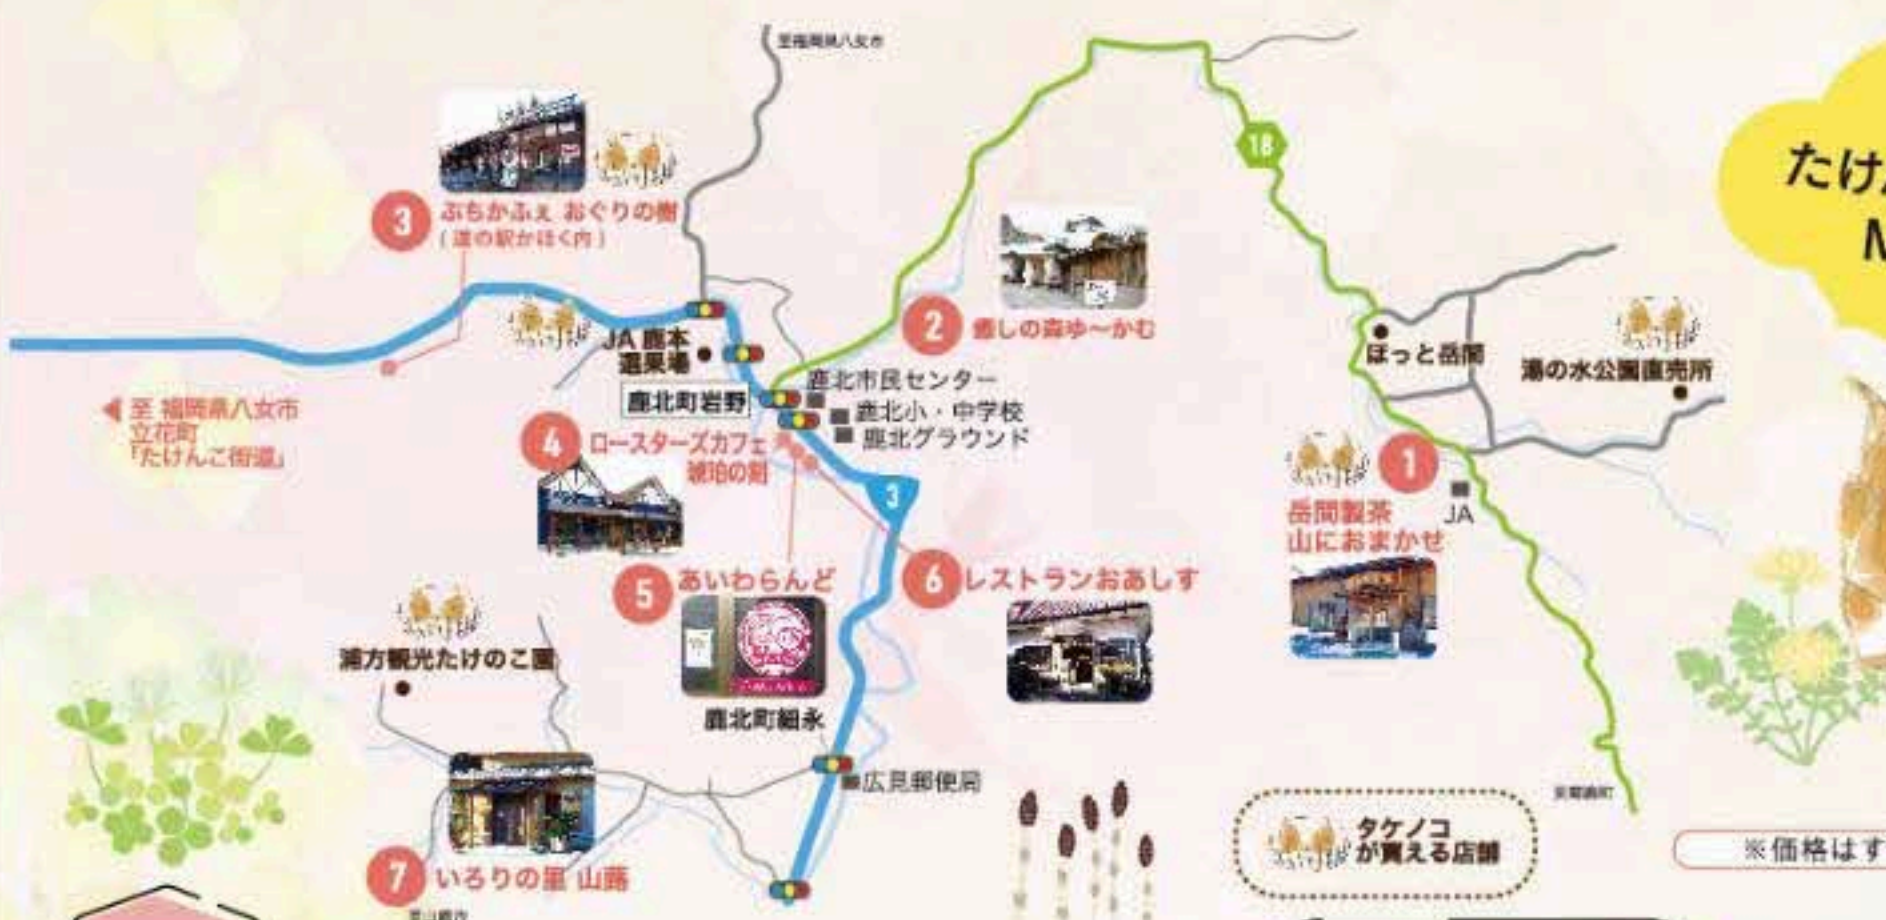 至福岡県八女市
18
たけ
M
3
ぷちかふぇ おぐりの樹
(道の駅かほく内)
2
癒しの森ゆ〜かむ
JA 鹿本
選果場
ほっと岳間
湯の水公園直売所
鹿北町岩野
鹿北市民センター
鹿北小・中学校
鹿北グラウンド
至 福岡県八女市
立花町
「たけんこ街道」
4
ロースターズカフェ
琥珀の刻
3
1
岳間製茶
山におまかせ
JA
5
あいわらんど
6
レストランおあしす
浦方観光たけのこ園
鹿北町細永
広見郵便局
タケノコ
が買える店舗
※価格はす
7
いろりの里 山蕗